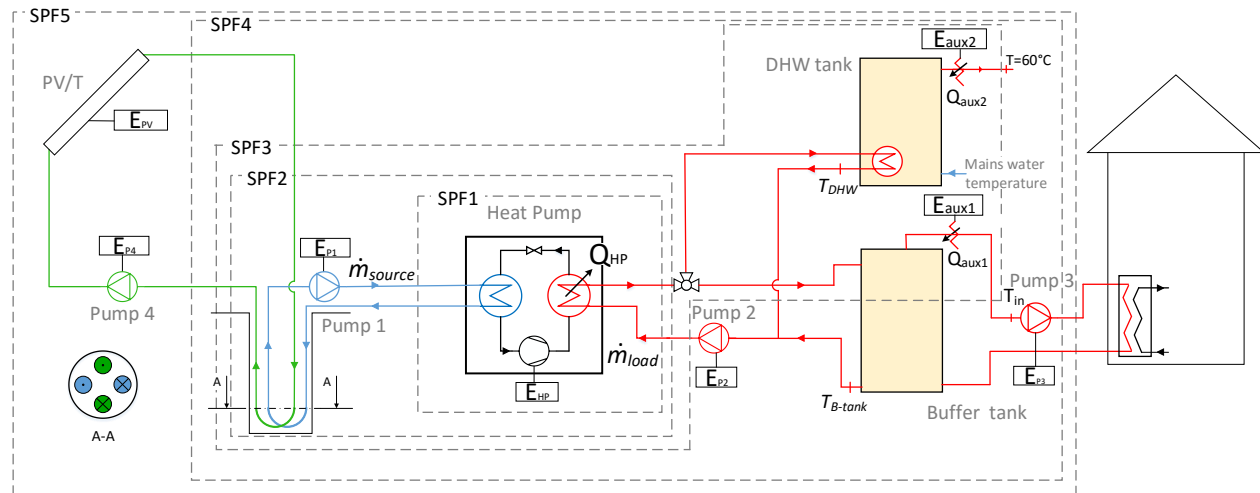 SPF5
SPF4
PV/T
E_PV
DHW tank
E_aux2
T=60°C
Q_aux2
SPF3
SPF2
SPF1
Heat Pump
T_DHW
Mains water
temperature
E_aux1
Q_aux1
E_P4
Pump 4
E_P1
ṁ_source
Pump 1
Q_HP
ṁ_load
E_HP
Pump 2
E_P2
T_B-tank
Buffer tank
T_in
Pump 3
E_P3
A
A
A-A